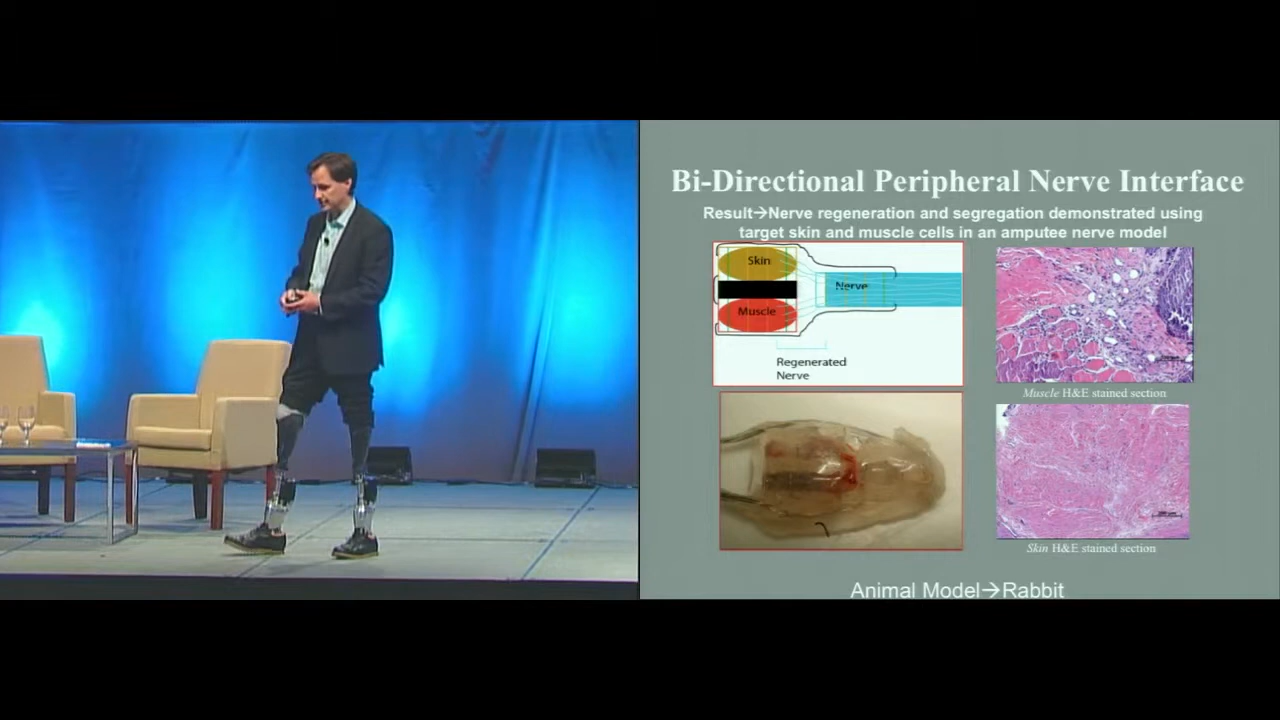 Bi-Directional Peripheral Nerve Interface
Result→Nerve regeneration and segregation demonstrated using
target skin and muscle cells in an amputee nerve model
Skin
Nerve
Muscle
Regenerated
Nerve
Muscle H&E stained section
Skin H&E stained section
Animal Model→Rabbit